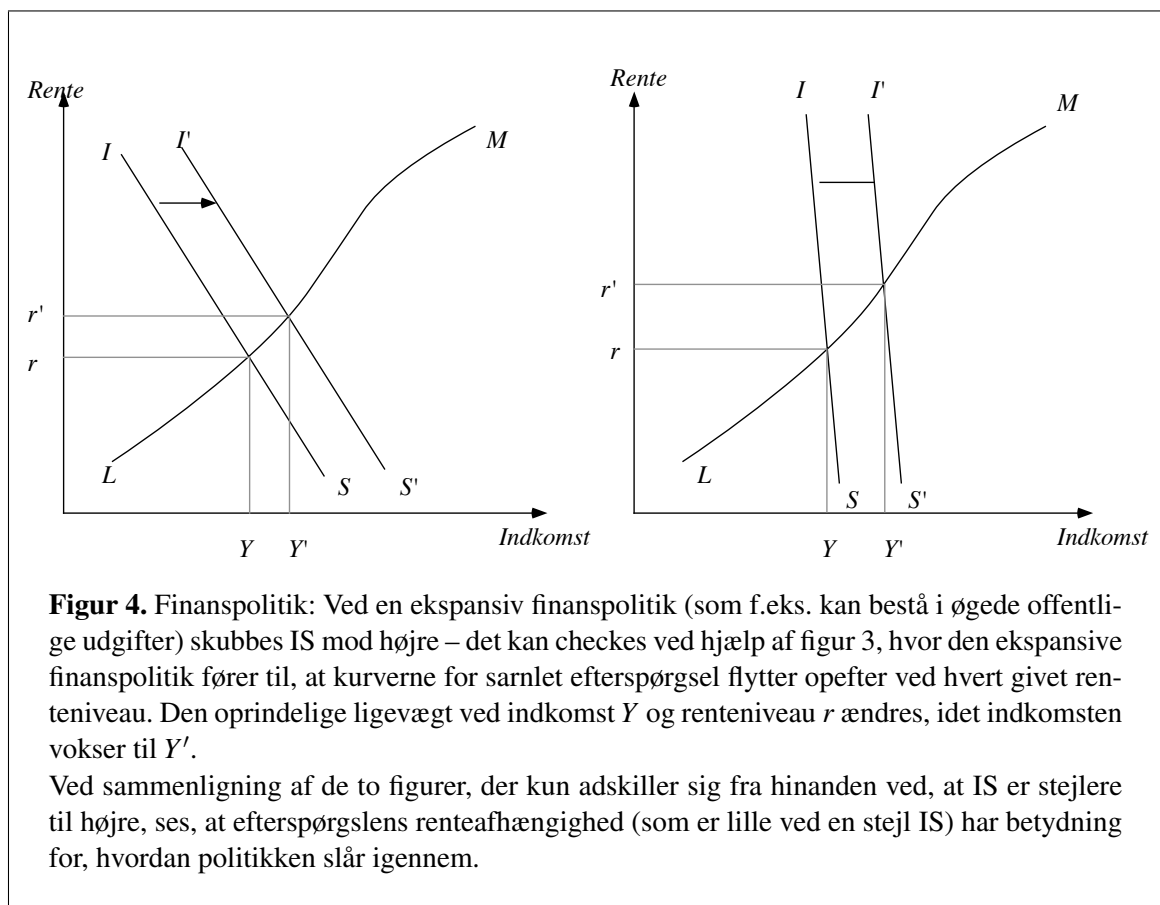 Rente
I
I'
M
r'
r
L
S
S'
Indkomst
Y
Y'
Rente
I
I'
M
r'
r
L
S
S'
Indkomst
Y
Y'
Figur 4. Finanspolitik: Ved en ekspansiv finanspolitik (som f.eks. kan bestå i øgede offentli-
ge udgifter) skubbes IS mod højre – det kan checkes ved hjælp af figur 3, hvor den ekspansive
finanspolitik fører til, at kurverne for sarnlet efterspørgsel flytter opefter ved hvert givet ren-
teniveau. Den oprindelige ligevægt ved indkomst Y og renteniveau r ændres, idet indkomsten
vokser til Y′.
Ved sammenligning af de to figurer, der kun adskiller sig fra hinanden ved, at IS er stejlere
til højre, ses, at efterspørgslens renteafhængighed (som er lille ved en stejl IS) har betydning
for, hvordan politikken slår igennem.